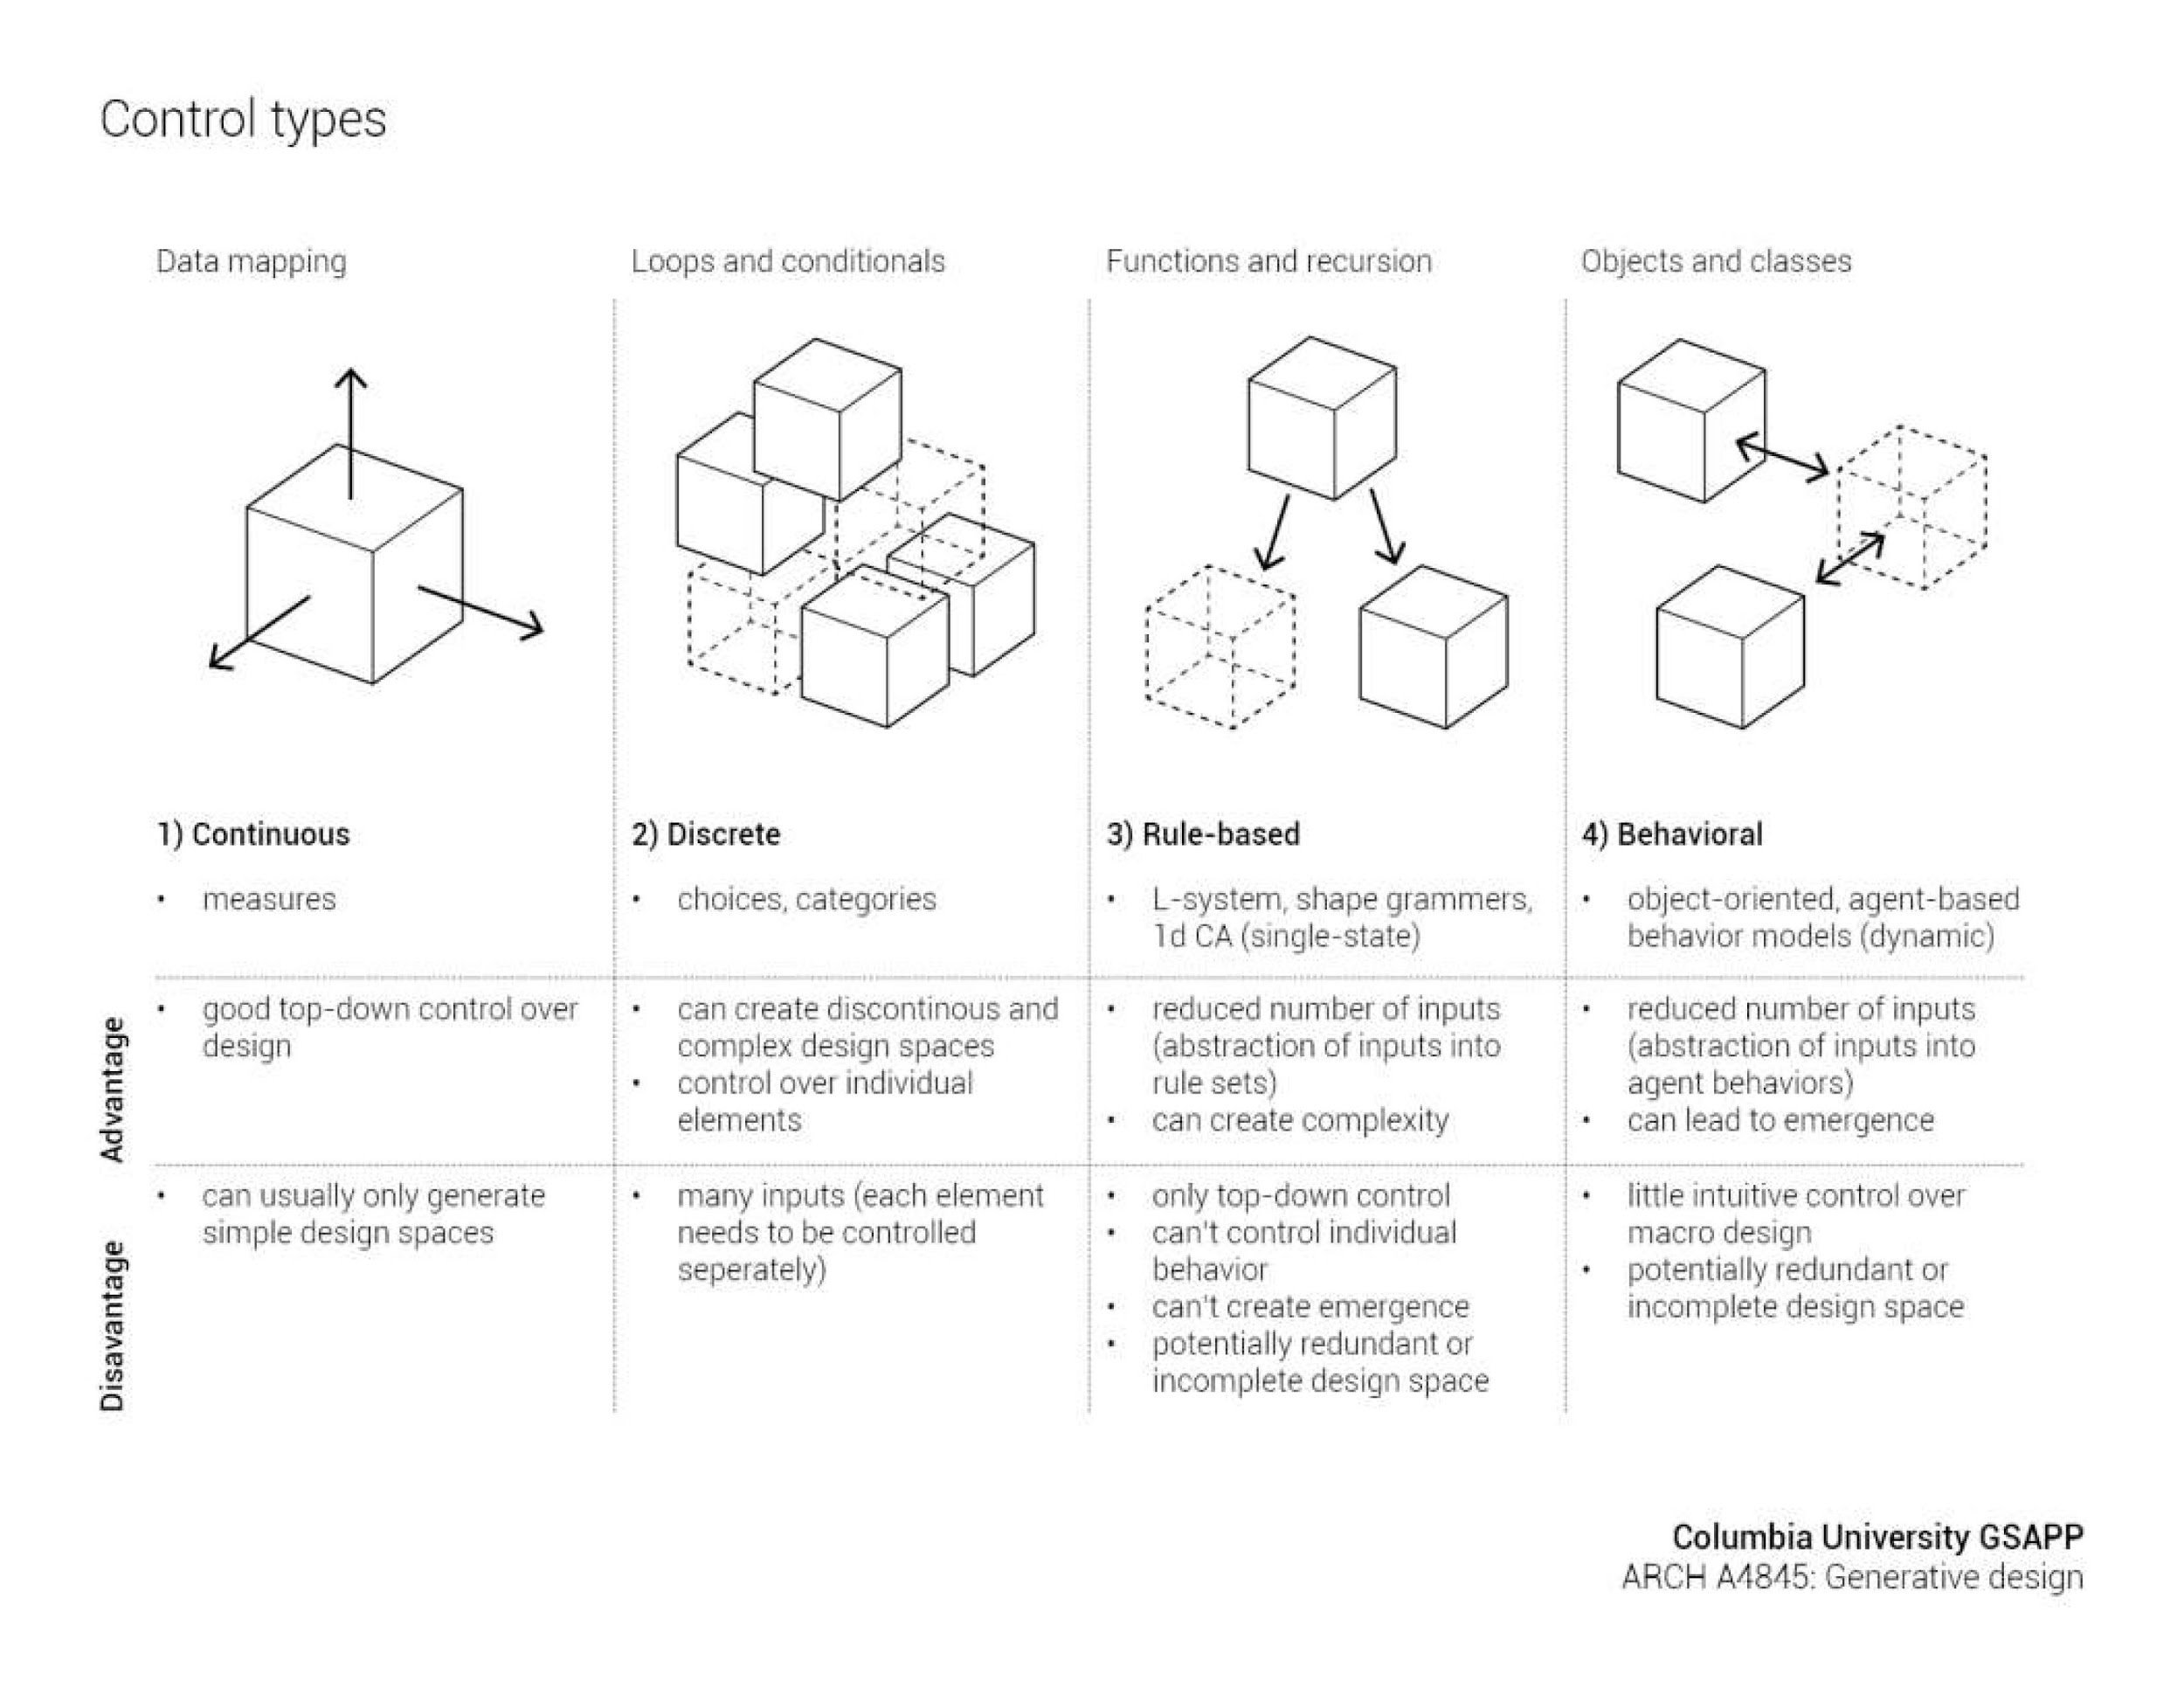 Control types
Data mapping
Loops and conditionals
Functions and recursion
Objects and classes
1) Continuous
• measures
2) Discrete
• choices, categories
3) Rule-based
• L-system, shape grammers,
1d CA (single-state)
4) Behavioral
• object-oriented, agent-based
behavior models (dynamic)
Advantage
• good top-down control over
design
• can create discontinous and
complex design spaces
• control over individual
elements
• reduced number of inputs
(abstraction of inputs into
rule sets)
• can create complexity
• reduced number of inputs
(abstraction of inputs into
agent behaviors)
• can lead to emergence
Disavantage
• can usually only generate
simple design spaces
• many inputs (each element
needs to be controlled
seperately)
• only top-down control
• can't control individual
behavior
• can't create emergence
• potentially redundant or
incomplete design space
• little intuitive control over
macro design
• potentially redundant or
incomplete design space
Columbia University GSAPP
ARCH A4845: Generative design